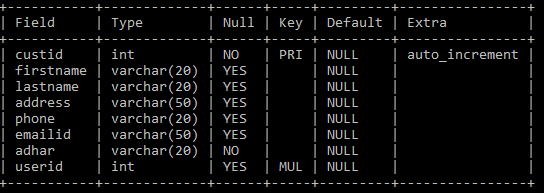 +-----------+-------------+------+-----+---------+----------------+
| Field     | Type        | Null | Key | Default | Extra          |
+-----------+-------------+------+-----+---------+----------------+
| custid    | int         | NO   | PRI | NULL    | auto_increment |
| firstname | varchar(20) | YES  |     | NULL    |                |
| lastname  | varchar(20) | YES  |     | NULL    |                |
| address   | varchar(50) | YES  |     | NULL    |                |
| phone     | varchar(20) | YES  |     | NULL    |                |
| emailid   | varchar(50) | YES  |     | NULL    |                |
| adhar     | varchar(20) | NO   |     | NULL    |                |
| userid    | int         | YES  | MUL | NULL    |                |
+-----------+-------------+------+-----+---------+----------------+